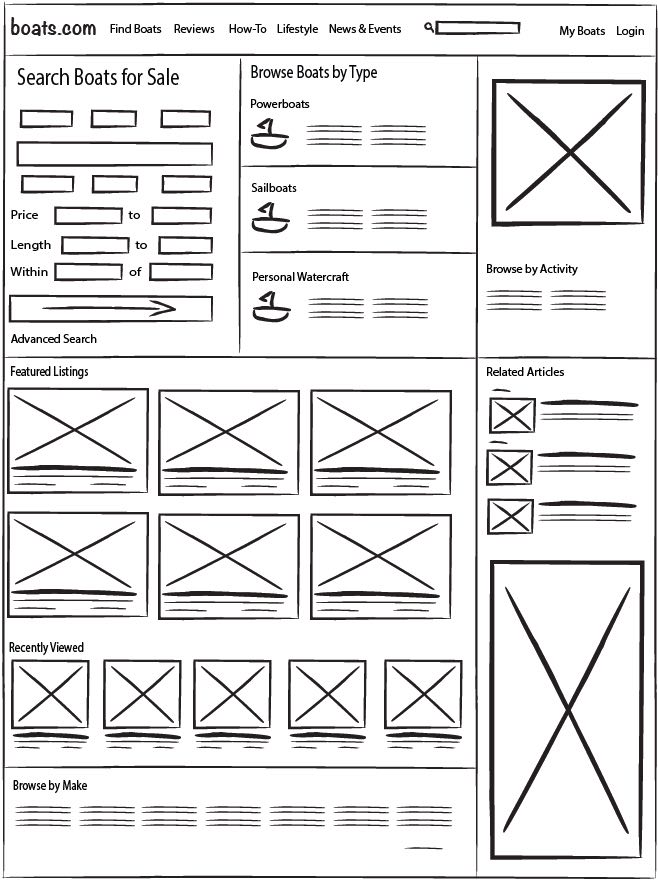 boats.com Find Boats Reviews How-To Lifestyle News & Events My Boats Login
Search Boats for Sale
Price to
Length to
Within of
Advanced Search
Browse Boats by Type
Powerboats
Sailboats
Personal Watercraft
Browse by Activity
Featured Listings
Related Articles
Recently Viewed
Browse by Make